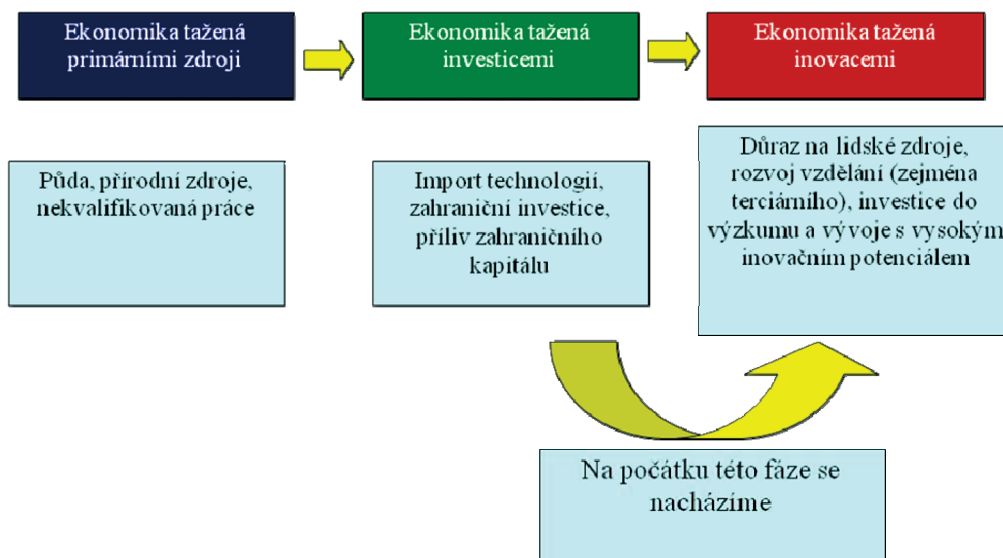 Ekonomika tažená
primárními zdroji
Ekonomika tažená
investicemi
Ekonomika tažená
inovacemi
Půda, přírodní zdroje,
nekvalifikovaná práce
Import technologií,
zahraniční investice,
příliv zahraničního
kapitálu
Důraz na lidské zdroje,
rozvoj vzdělání (zejména
terciárního), investice do
výzkumu a vývoje s vysokým
inovačním potenciálem
Na počátku této fáze se
nacházíme